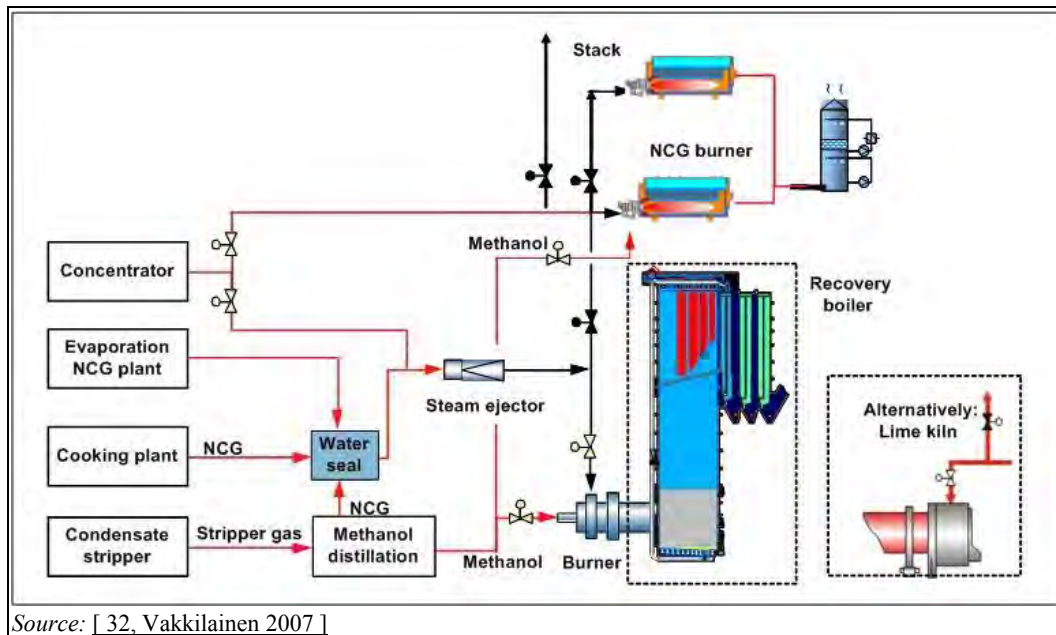 Stack
NCG burner
Methanol
Concentrator
Recovery
boiler
Evaporation
NCG plant
Steam ejector
Alternatively:
Lime kiln
Cooking plant
NCG
Water
seal
NCG
Condensate
stripper
Stripper gas
Methanol
distillation
Methanol
Burner
Source: [ 32, Vakkilainen 2007 ]